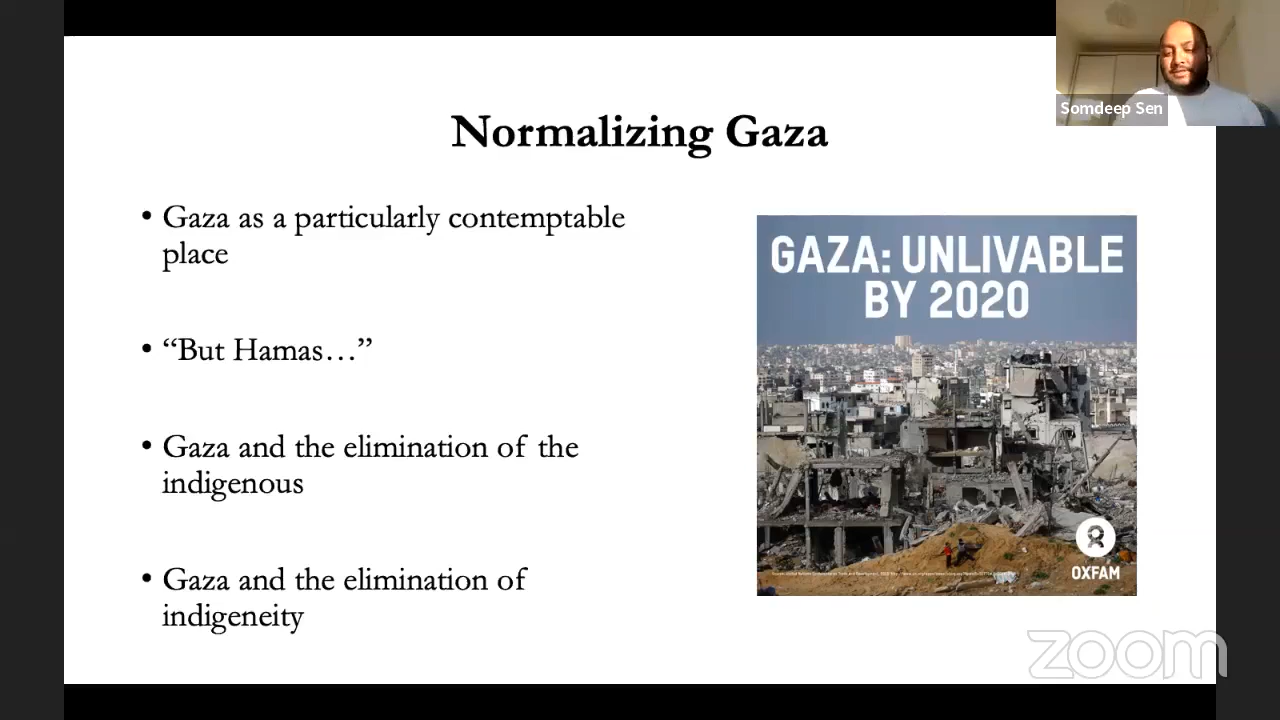 Somdeep Sen
Normalizing Gaza
• Gaza as a particularly contemptable
place
• “But Hamas…”
• Gaza and the elimination of the
indigenous
• Gaza and the elimination of
indigeneity
GAZA: UNLIVABLE
BY 2020
OXFAM
zoom